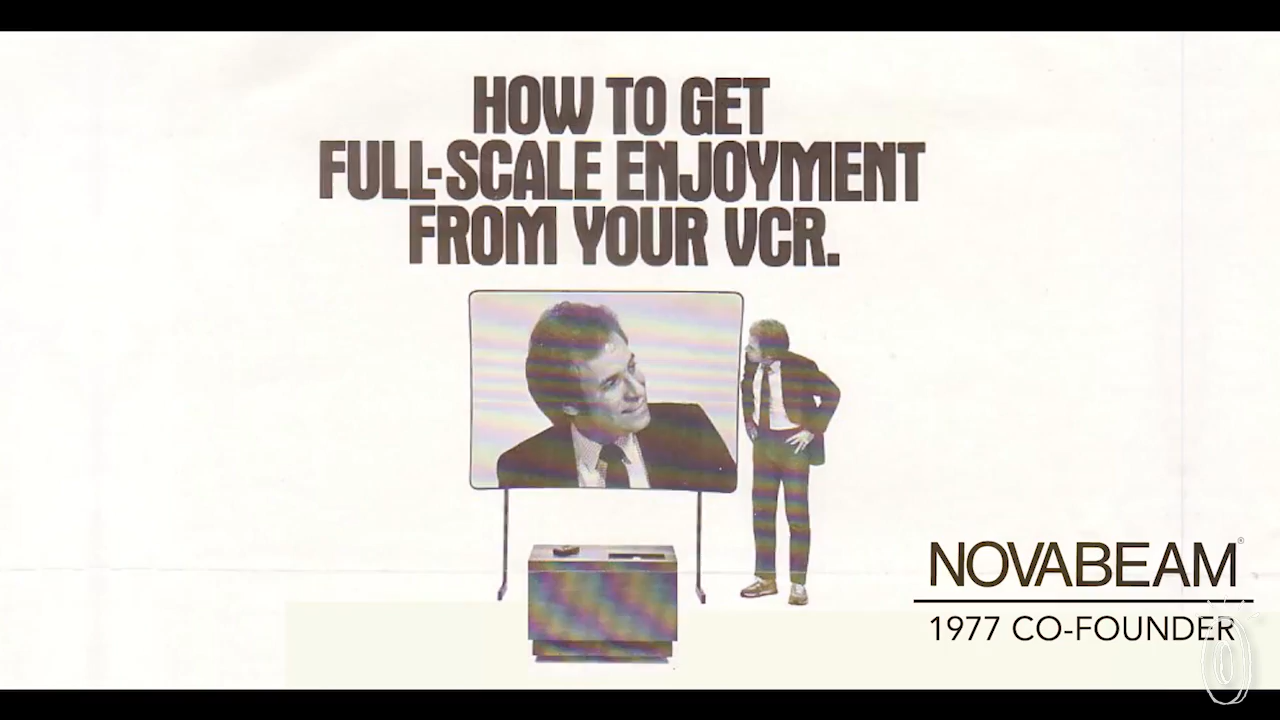 HOW TO GET
FULL-SCALE ENJOYMENT
FROM YOUR VCR.
NOVABEAM®
1977 CO-FOUNDER